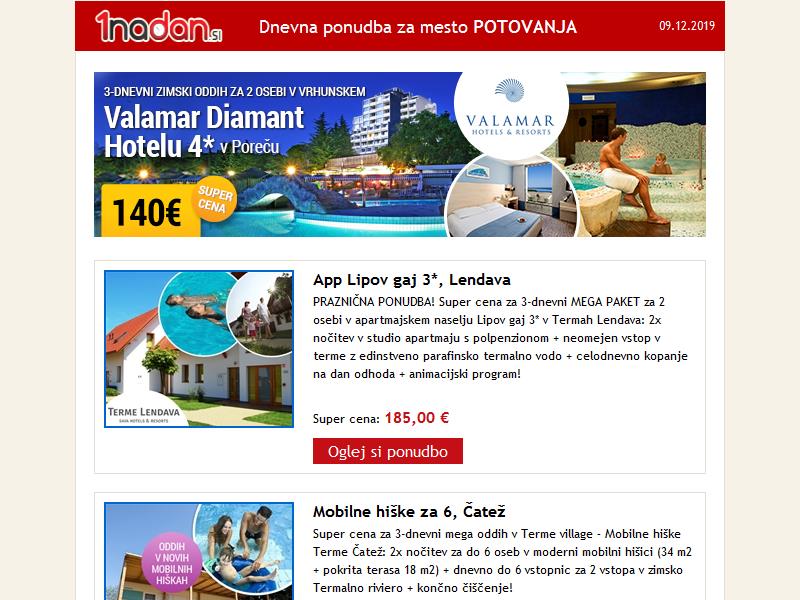 1nadan.si
Dnevna ponudba za mesto POTOVANJA
09.12.2019
3-DNEVNI ZIMSKI ODDIH ZA 2 OSEBI V VRHUNSKEM
Valamar Diamant
Hotelu 4* v Poreču
140€
SUPER
CENA
VALAMAR
HOTELS & RESORTS
App Lipov gaj 3*, Lendava
PRAZNIČNA PONUDBA! Super cena za 3-dnevni MEGA PAKET za 2
osebi v apartmajskem naselju Lipov gaj 3* v Termah Lendava: 2x
nočitev v studio apartmaju s polpenzionom + neomejen vstop v
terme z edinstveno parafinsko termalno vodo + celodnevno kopanje
na dan odhoda + animacijski program!
TERME LENDAVA
SAVA HOTELS & RESORTS
Super cena: 185,00 €
Oglej si ponudbo
Mobilne hiške za 6, Čatež
Super cena za 3-dnevni mega oddih v Terme village - Mobilne hiške
Terme Čatež: 2x nočitev za do 6 oseb v moderni mobilni hišici (34 m2
+ pokrita terasa 18 m2) + dnevno do 6 vstopnic za 2 vstopa v zimsko
Termalno riviero + končno čiščenje!
ODDIH
V NOVIH
MOBILNIH
HIŠKAH